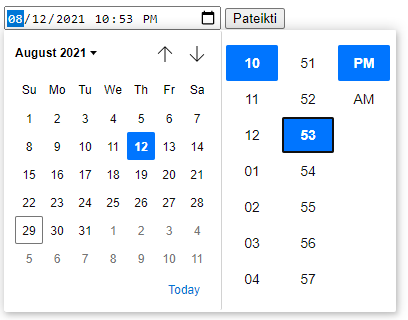 08/12/2021 10:53 PM Pateikti
August 2021
Su Mo Tu We Th Fr Sa
1 2 3 4 5 6 7
8 9 10 11 12 13 14
15 16 17 18 19 20 21
22 23 24 25 26 27 28
29 30 31 1 2 3 4
5 6 7 8 9 10 11
Today
10 51 PM
11 52 AM
12 53
01 54
02 55
03 56
04 57